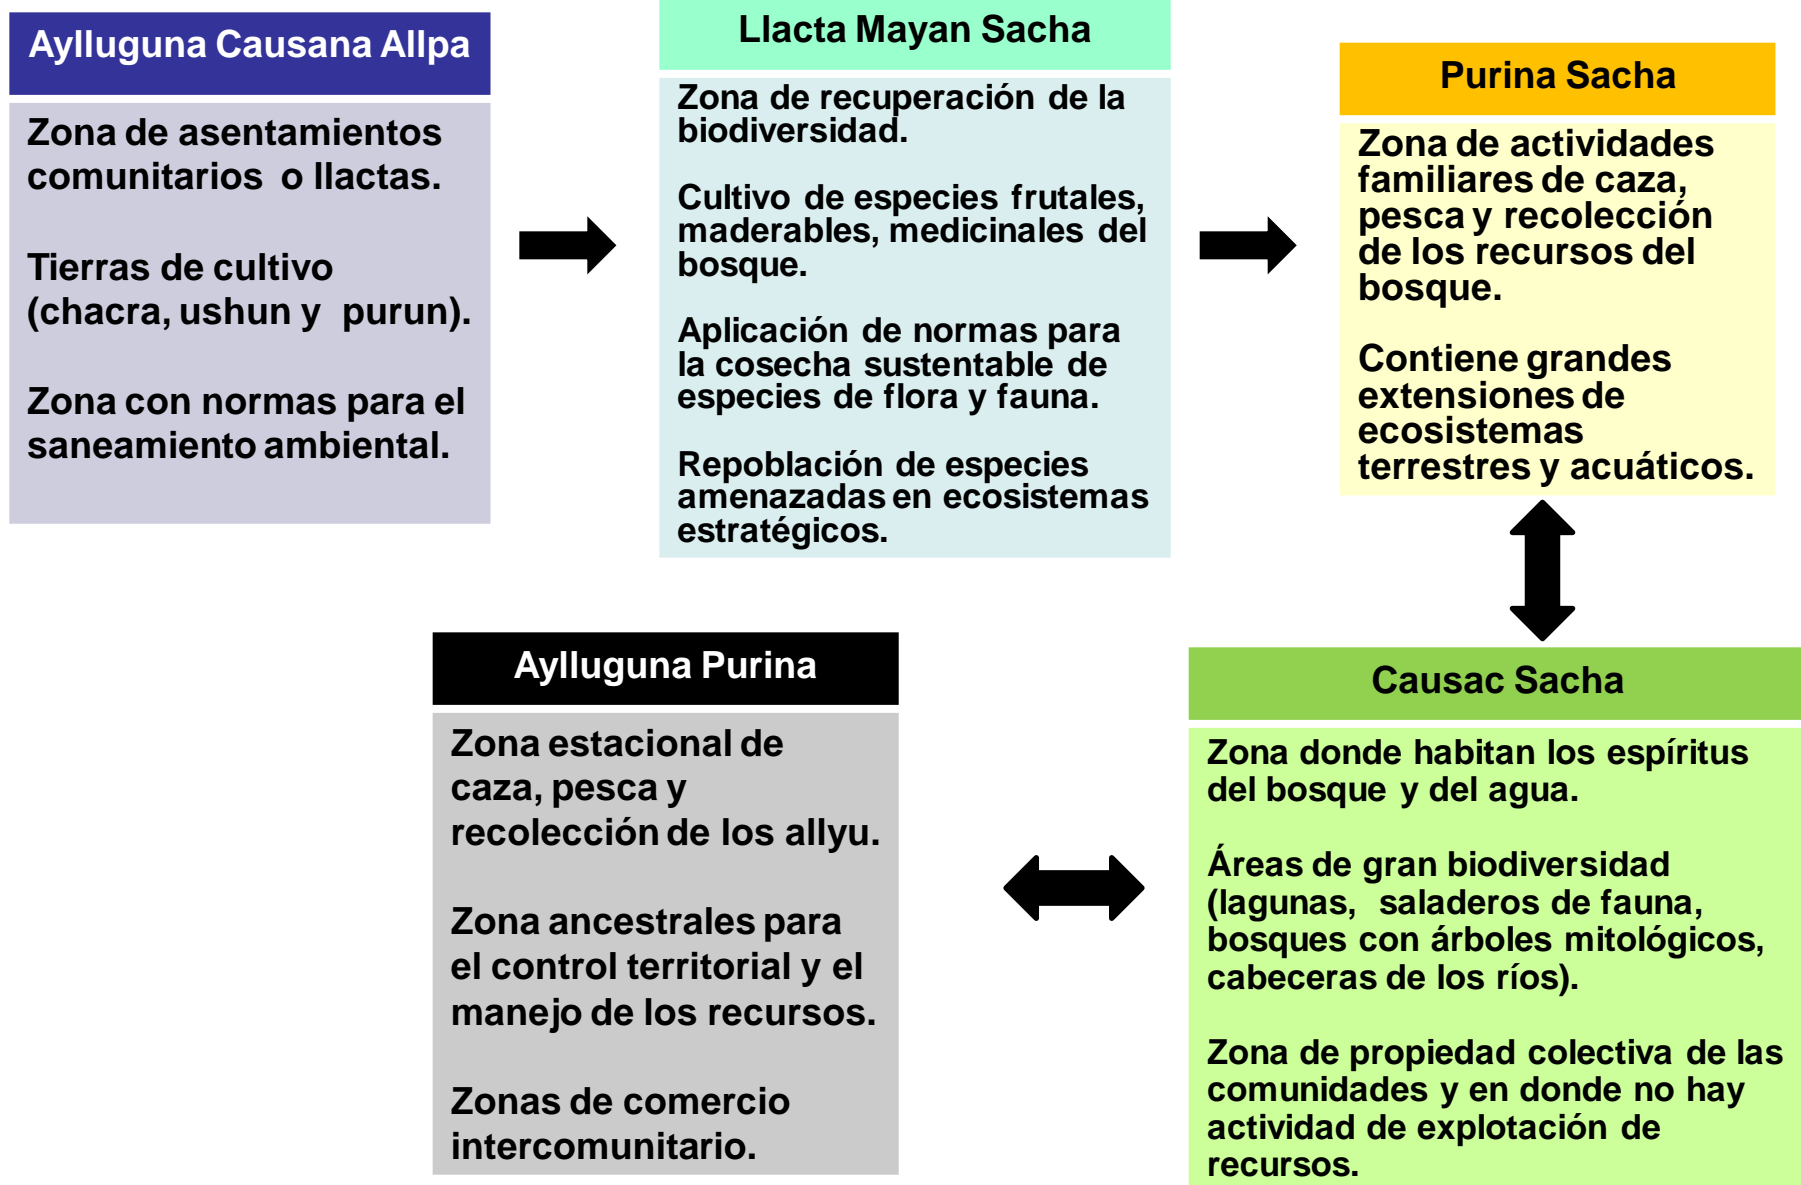 Aylluguna Causana Allpa
Zona de asentamientos
comunitarios o llactas.
Tierras de cultivo
(chacra, ushun y purun).
Zona con normas para el
saneamiento ambiental.
Llacta Mayan Sacha
Zona de recuperación de la
biodiversidad.
Cultivo de especies frutales,
maderables, medicinales del
bosque.
Aplicación de normas para
la cosecha sustentable de
especies de flora y fauna.
Repoblación de especies
amenazadas en ecosistemas
estratégicos.
Purina Sacha
Zona de actividades
familiares de caza,
pesca y recolección
de los recursos del
bosque.
Contiene grandes
extensiones de
ecosistemas
terrestres y acuáticos.
Aylluguna Purina
Zona estacional de
caza, pesca y
recolección de los allyu.
Zona ancestrales para
el control territorial y el
manejo de los recursos.
Zonas de comercio
intercomunitario.
Causac Sacha
Zona donde habitan los espíritus
del bosque y del agua.
Áreas de gran biodiversidad
(lagunas, saladeros de fauna,
bosques con árboles mitológicos,
cabeceras de los ríos).
Zona de propiedad colectiva de las
comunidades y en donde no hay
actividad de explotación de
recursos.